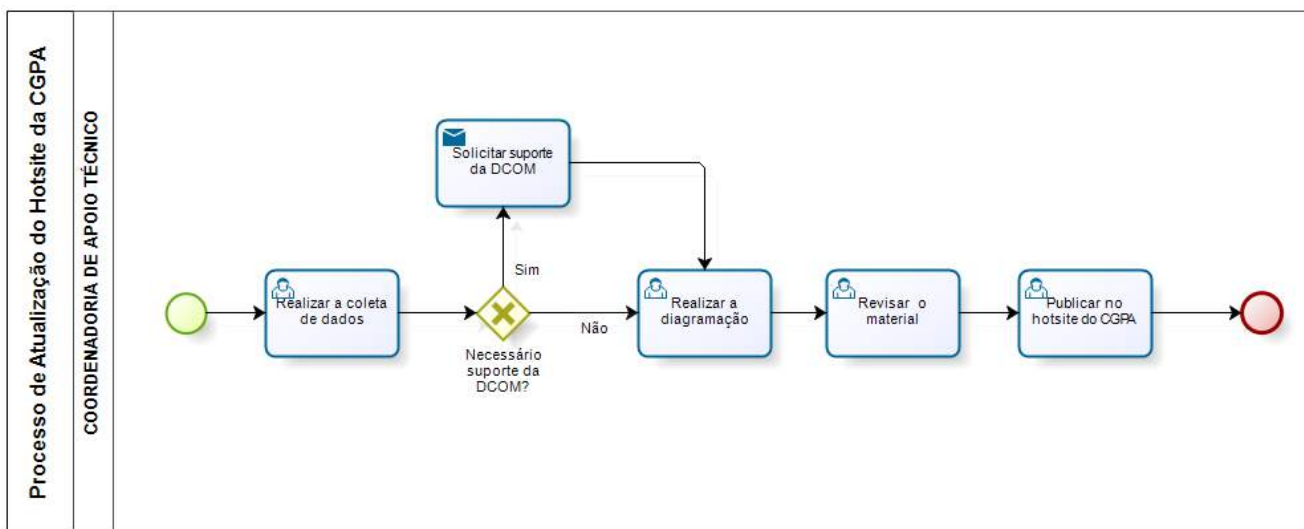 Processo de Atualização do Hotsite da CGPA
COORDENADORIA DE APOIO TÉCNICO
Solicitar suporte
da DCOM
Sim
Realizar a coleta
de dados
Não
Necessário
suporte da
DCOM?
Realizar a
diagramação
Revisar o
material
Publicar no
hotsite do CGPA